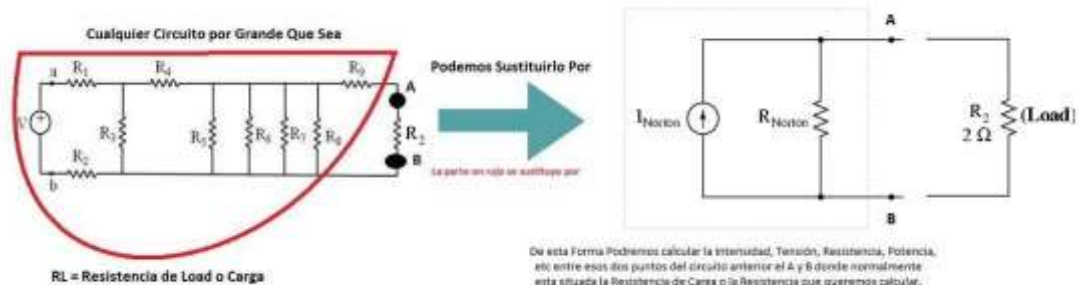 Cualquier Circuito por Grande Que Sea
a
R1
R4
R9
V
R3
R5
R6
R7
R8
R2
b
A
R2
B
RL = Resistencia de Load o Carga
Podemos Sustituirlo Por
La parte en rojo se sustituye por
A
INorton
RNorton
R2
2 Ω
(Load)
B
De esta Forma Podremos calcular la Intensidad, Tensión, Resistencia, Potencia,
etc entre esos dos puntos del circuito anterior el A y B donde normalmente
esta situada la Resistencia de Carga o la Resistencia que queremos calcular.